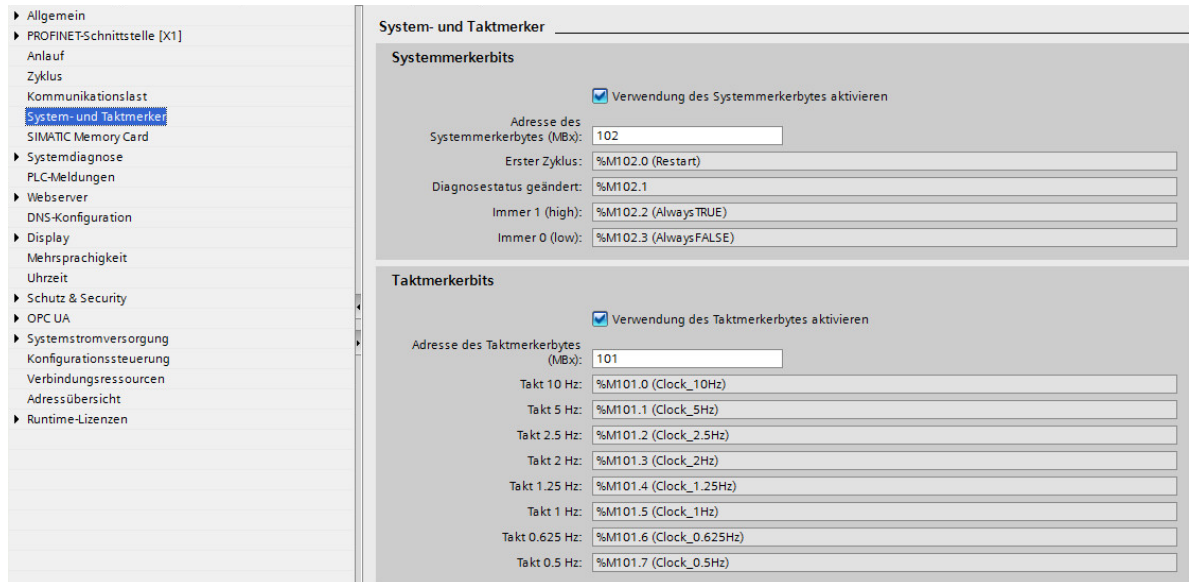 Allgemein
PROFINET-Schnittstelle [X1]
Anlauf
Zyklus
Kommunikationslast
System- und Taktmerker
SIMATIC Memory Card
Systemdiagnose
PLC-Meldungen
Webserver
DNS-Konfiguration
Display
Mehrsprachigkeit
Uhrzeit
Schutz & Security
OPC UA
Systemstromversorgung
Konfigurationssteuerung
Verbindungsressourcen
Adressübersicht
Runtime-Lizenzen
System- und Taktmerker
Systemmerkerbits
Verwendung des Systemmerkerbytes aktivieren
Adresse des
Systemmerkerbytes (MBx): 102
Erster Zyklus: %M102.0 (Restart)
Diagnosestatus geändert: %M102.1
Immer 1 (high): %M102.2 (AlwaysTRUE)
Immer 0 (low): %M102.3 (AlwaysFALSE)
Taktmerkerbits
Verwendung des Taktmerkerbytes aktivieren
Adresse des Taktmerkerbytes
(MBx): 101
Takt 10 Hz: %M101.0 (Clock_10Hz)
Takt 5 Hz: %M101.1 (Clock_5Hz)
Takt 2.5 Hz: %M101.2 (Clock_2.5Hz)
Takt 2 Hz: %M101.3 (Clock_2Hz)
Takt 1.25 Hz: %M101.4 (Clock_1.25Hz)
Takt 1 Hz: %M101.5 (Clock_1Hz)
Takt 0.625 Hz: %M101.6 (Clock_0.625Hz)
Takt 0.5 Hz: %M101.7 (Clock_0.5Hz)